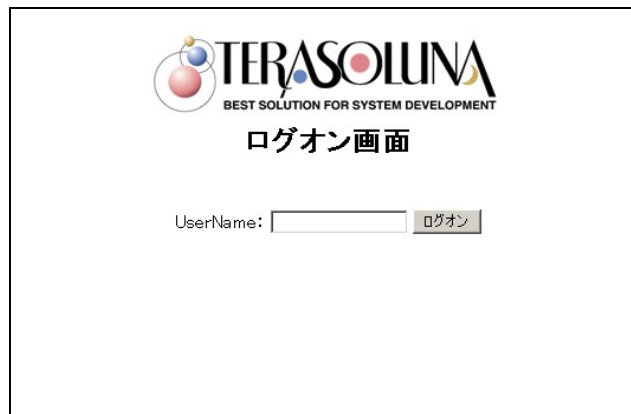 TERASOLUNA
BEST SOLUTION FOR SYSTEM DEVELOPMENT
ログオン画面
UserName: ログオン